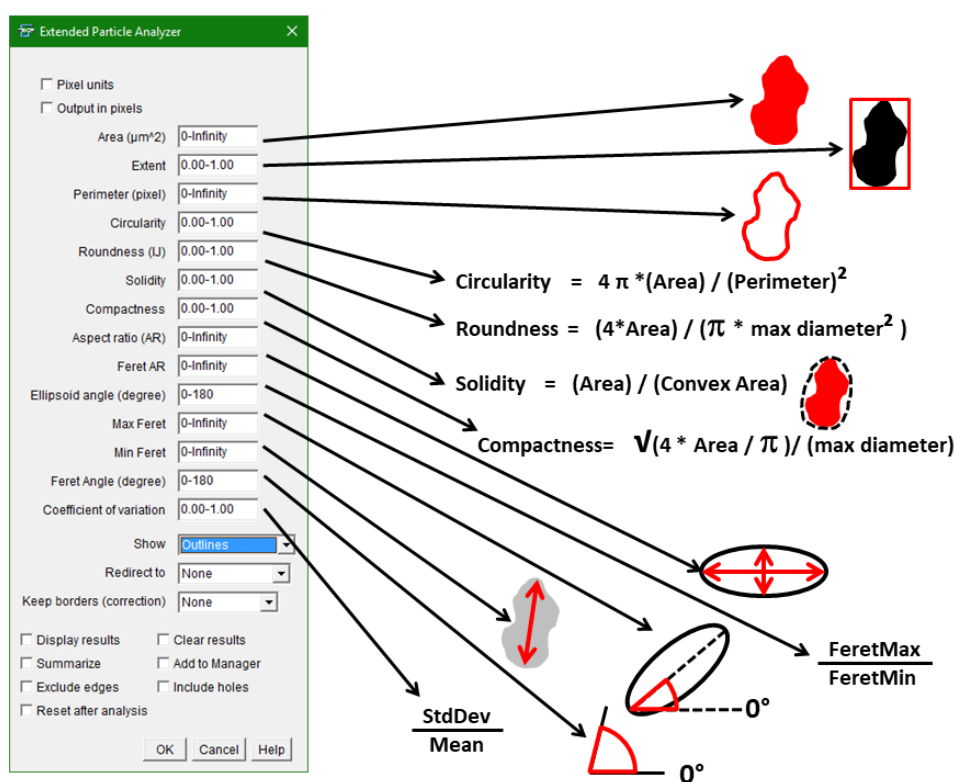 Extended Particle Analyzer
Pixel units
Output in pixels
Area (µm^2) 0-Infinity
Extent 0.00-1.00
Perimeter (pixel) 0-Infinity
Circularity 0.00-1.00
Roundness (IJ) 0.00-1.00
Solidity 0.00-1.00
Compactness 0.00-1.00
Aspect ratio (AR) 0-Infinity
Feret AR 0-Infinity
Ellipsoid angle (degree) 0-180
Max Feret 0-Infinity
Min Feret 0-Infinity
Feret Angle (degree) 0-180
Coefficient of variation 0.00-1.00
Show Outlines
Redirect to None
Keep borders (correction) None
Display results Clear results
Summarize Add to Manager
Exclude edges Include holes
Reset after analysis
OK Cancel Help
Circularity = 4 π *(Area) / (Perimeter)²
Roundness = (4*Area) / (π * max diameter² )
Solidity = (Area) / (Convex Area)
Compactness= √(4 * Area / π )/ (max diameter)
FeretMax
FeretMin
0°
StdDev
Mean
0°